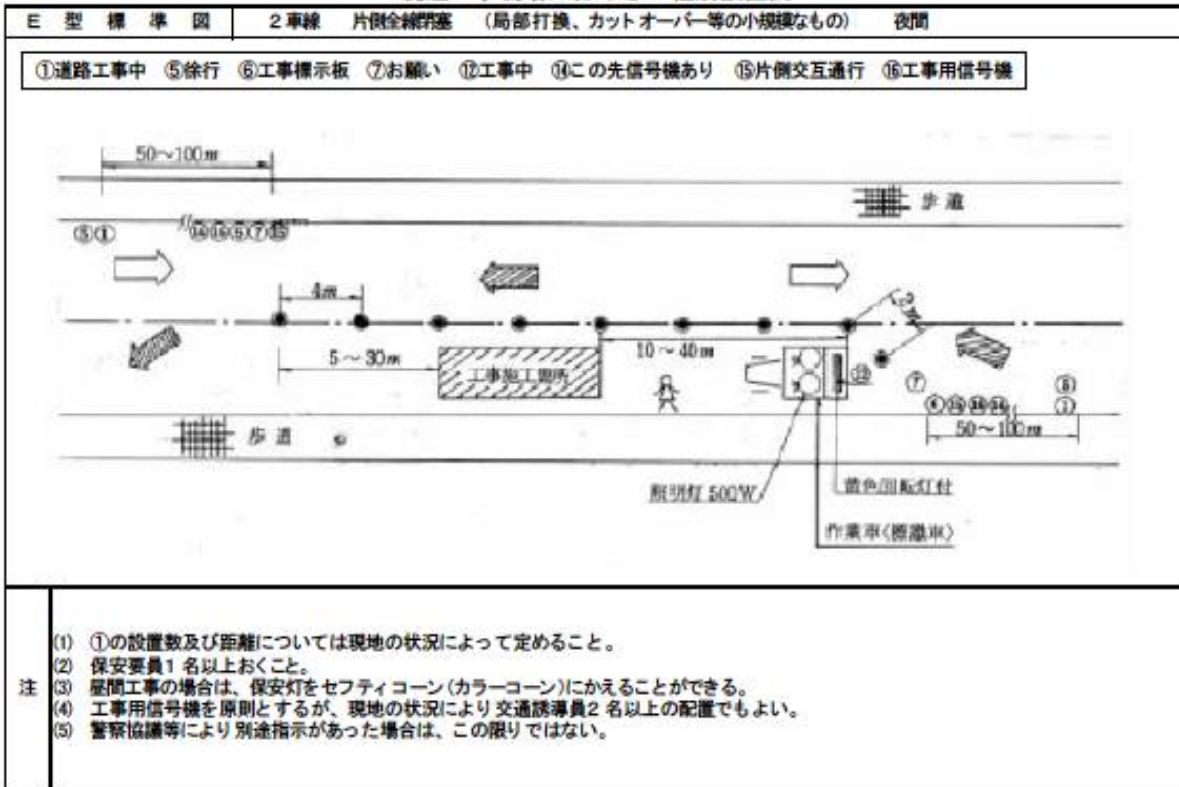 E 型 標 準 図 2車線 片側全線閉塞 (局部打換、カットオーバー等の小規模なもの) 夜間
①道路工事中 ⑤徐行 ⑥工事標示板 ⑦お願い ⑫工事中 ⑭この先信号機あり ⑮片側交互通行 ⑯工事用信号機
50～100m
歩道
⑤①
4m
5～30m
10～40m
工事施工箇所
⑫
⑦
①
50～100m
歩道
照明灯 500W
黄色回転灯付
作業車(標識車)
注
(1) ①の設置数及び距離については現地の状況によって定めること。
(2) 保安要員1名以上おくこと。
(3) 昼間工事の場合は、保安灯をセフティコーン(カラーコーン)にかえることができる。
(4) 工事用信号機を原則とするが、現地の状況により交通誘導員2名以上の配置でもよい。
(5) 警察協議等により別途指示があった場合は、この限りではない。